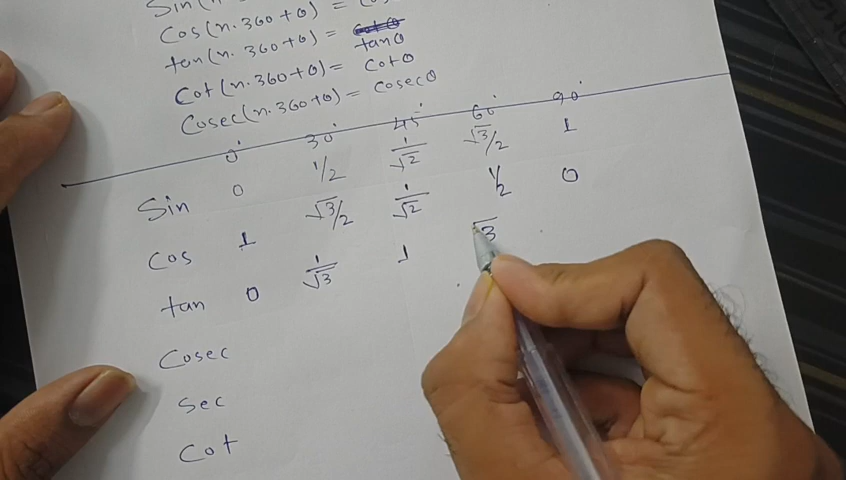 Sin(
Cos(n.360+θ) =
tan(n.360+θ) = tanθ
Cot(n.360+θ) = Cotθ
Cosec(n.360+θ) = Cosecθ
0° 30° 45° 60° 90°
Sin 0 1/2 1/√2 √3/2 1
Cos 1 √3/2 1/√2 1/2 0
tan 0 1/√3 1 √3
Cosec
Sec
Cot